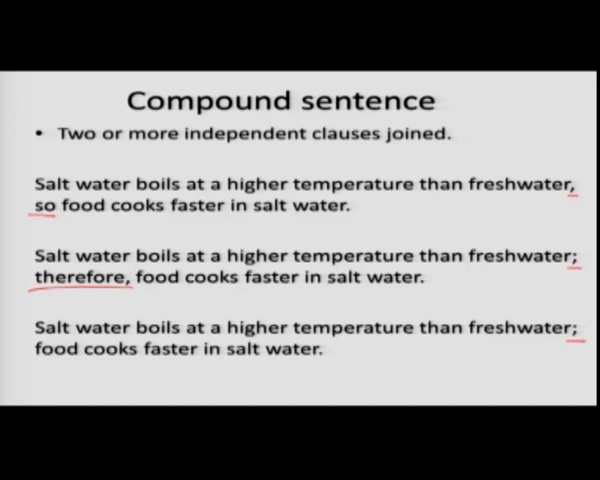 Compound sentence
• Two or more independent clauses joined.
Salt water boils at a higher temperature than freshwater,
so food cooks faster in salt water.
Salt water boils at a higher temperature than freshwater;
therefore, food cooks faster in salt water.
Salt water boils at a higher temperature than freshwater;
food cooks faster in salt water.